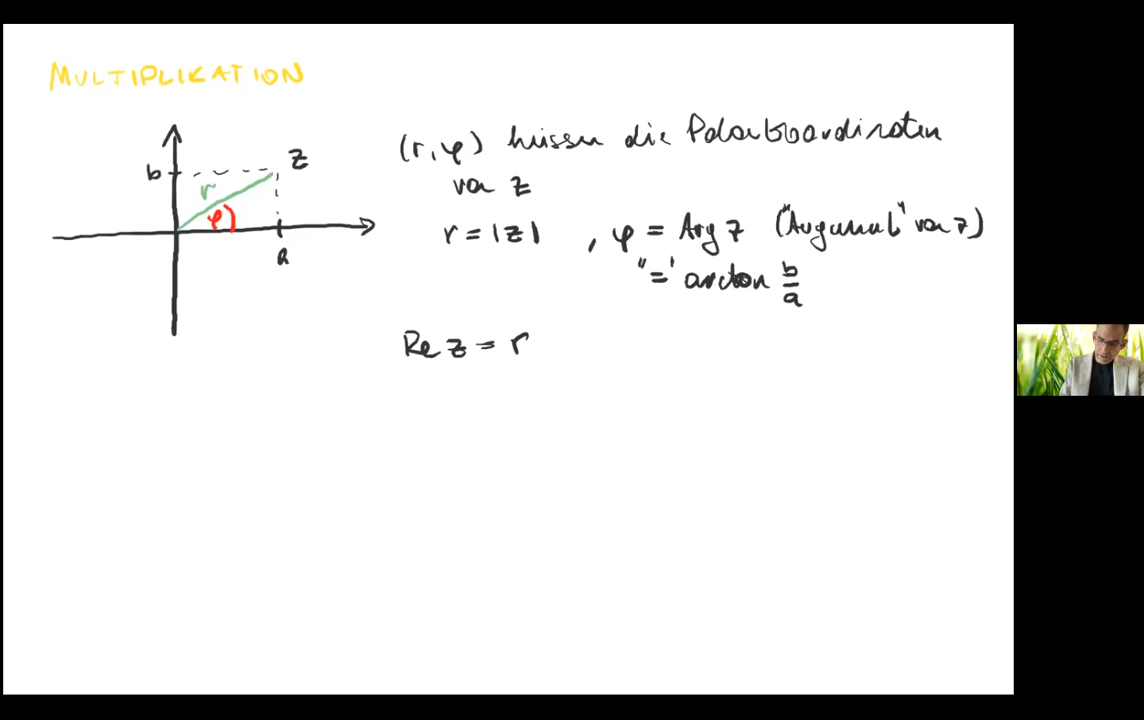 MULTIPLIKATION
(r, φ) heissen die Polarkoordinaten
von z
b
r
z
φ
a
r = |z| , φ = Arg z ("Argument" von z)
"=" arctan b/a
Re z = r